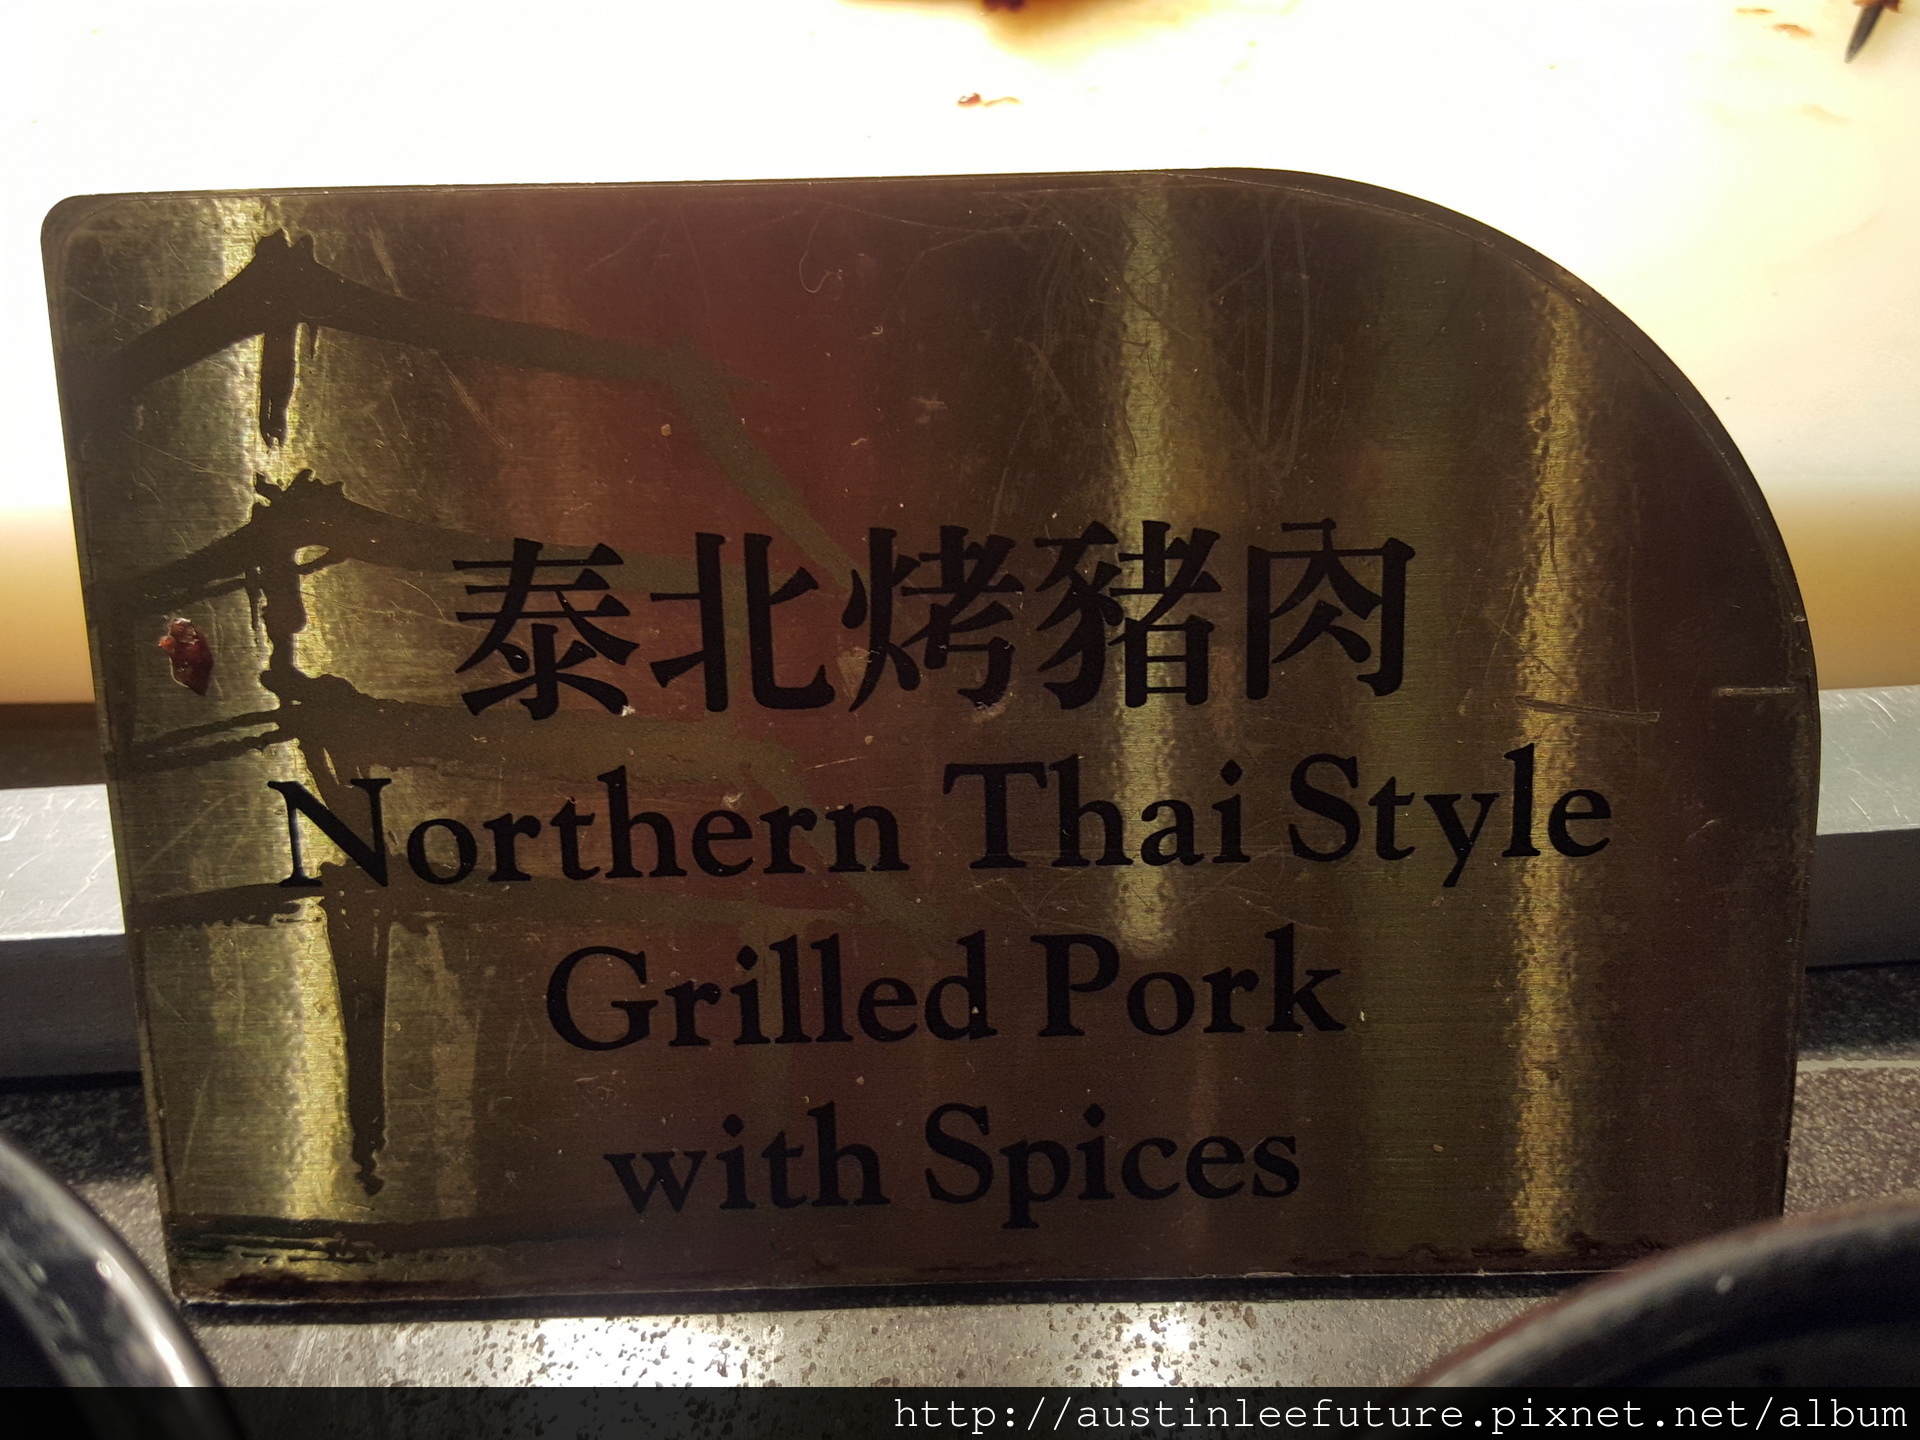 泰北烤豬肉
Northern Thai Style
Grilled Pork
with Spices
http://austinleefuture.pixnet.net/album